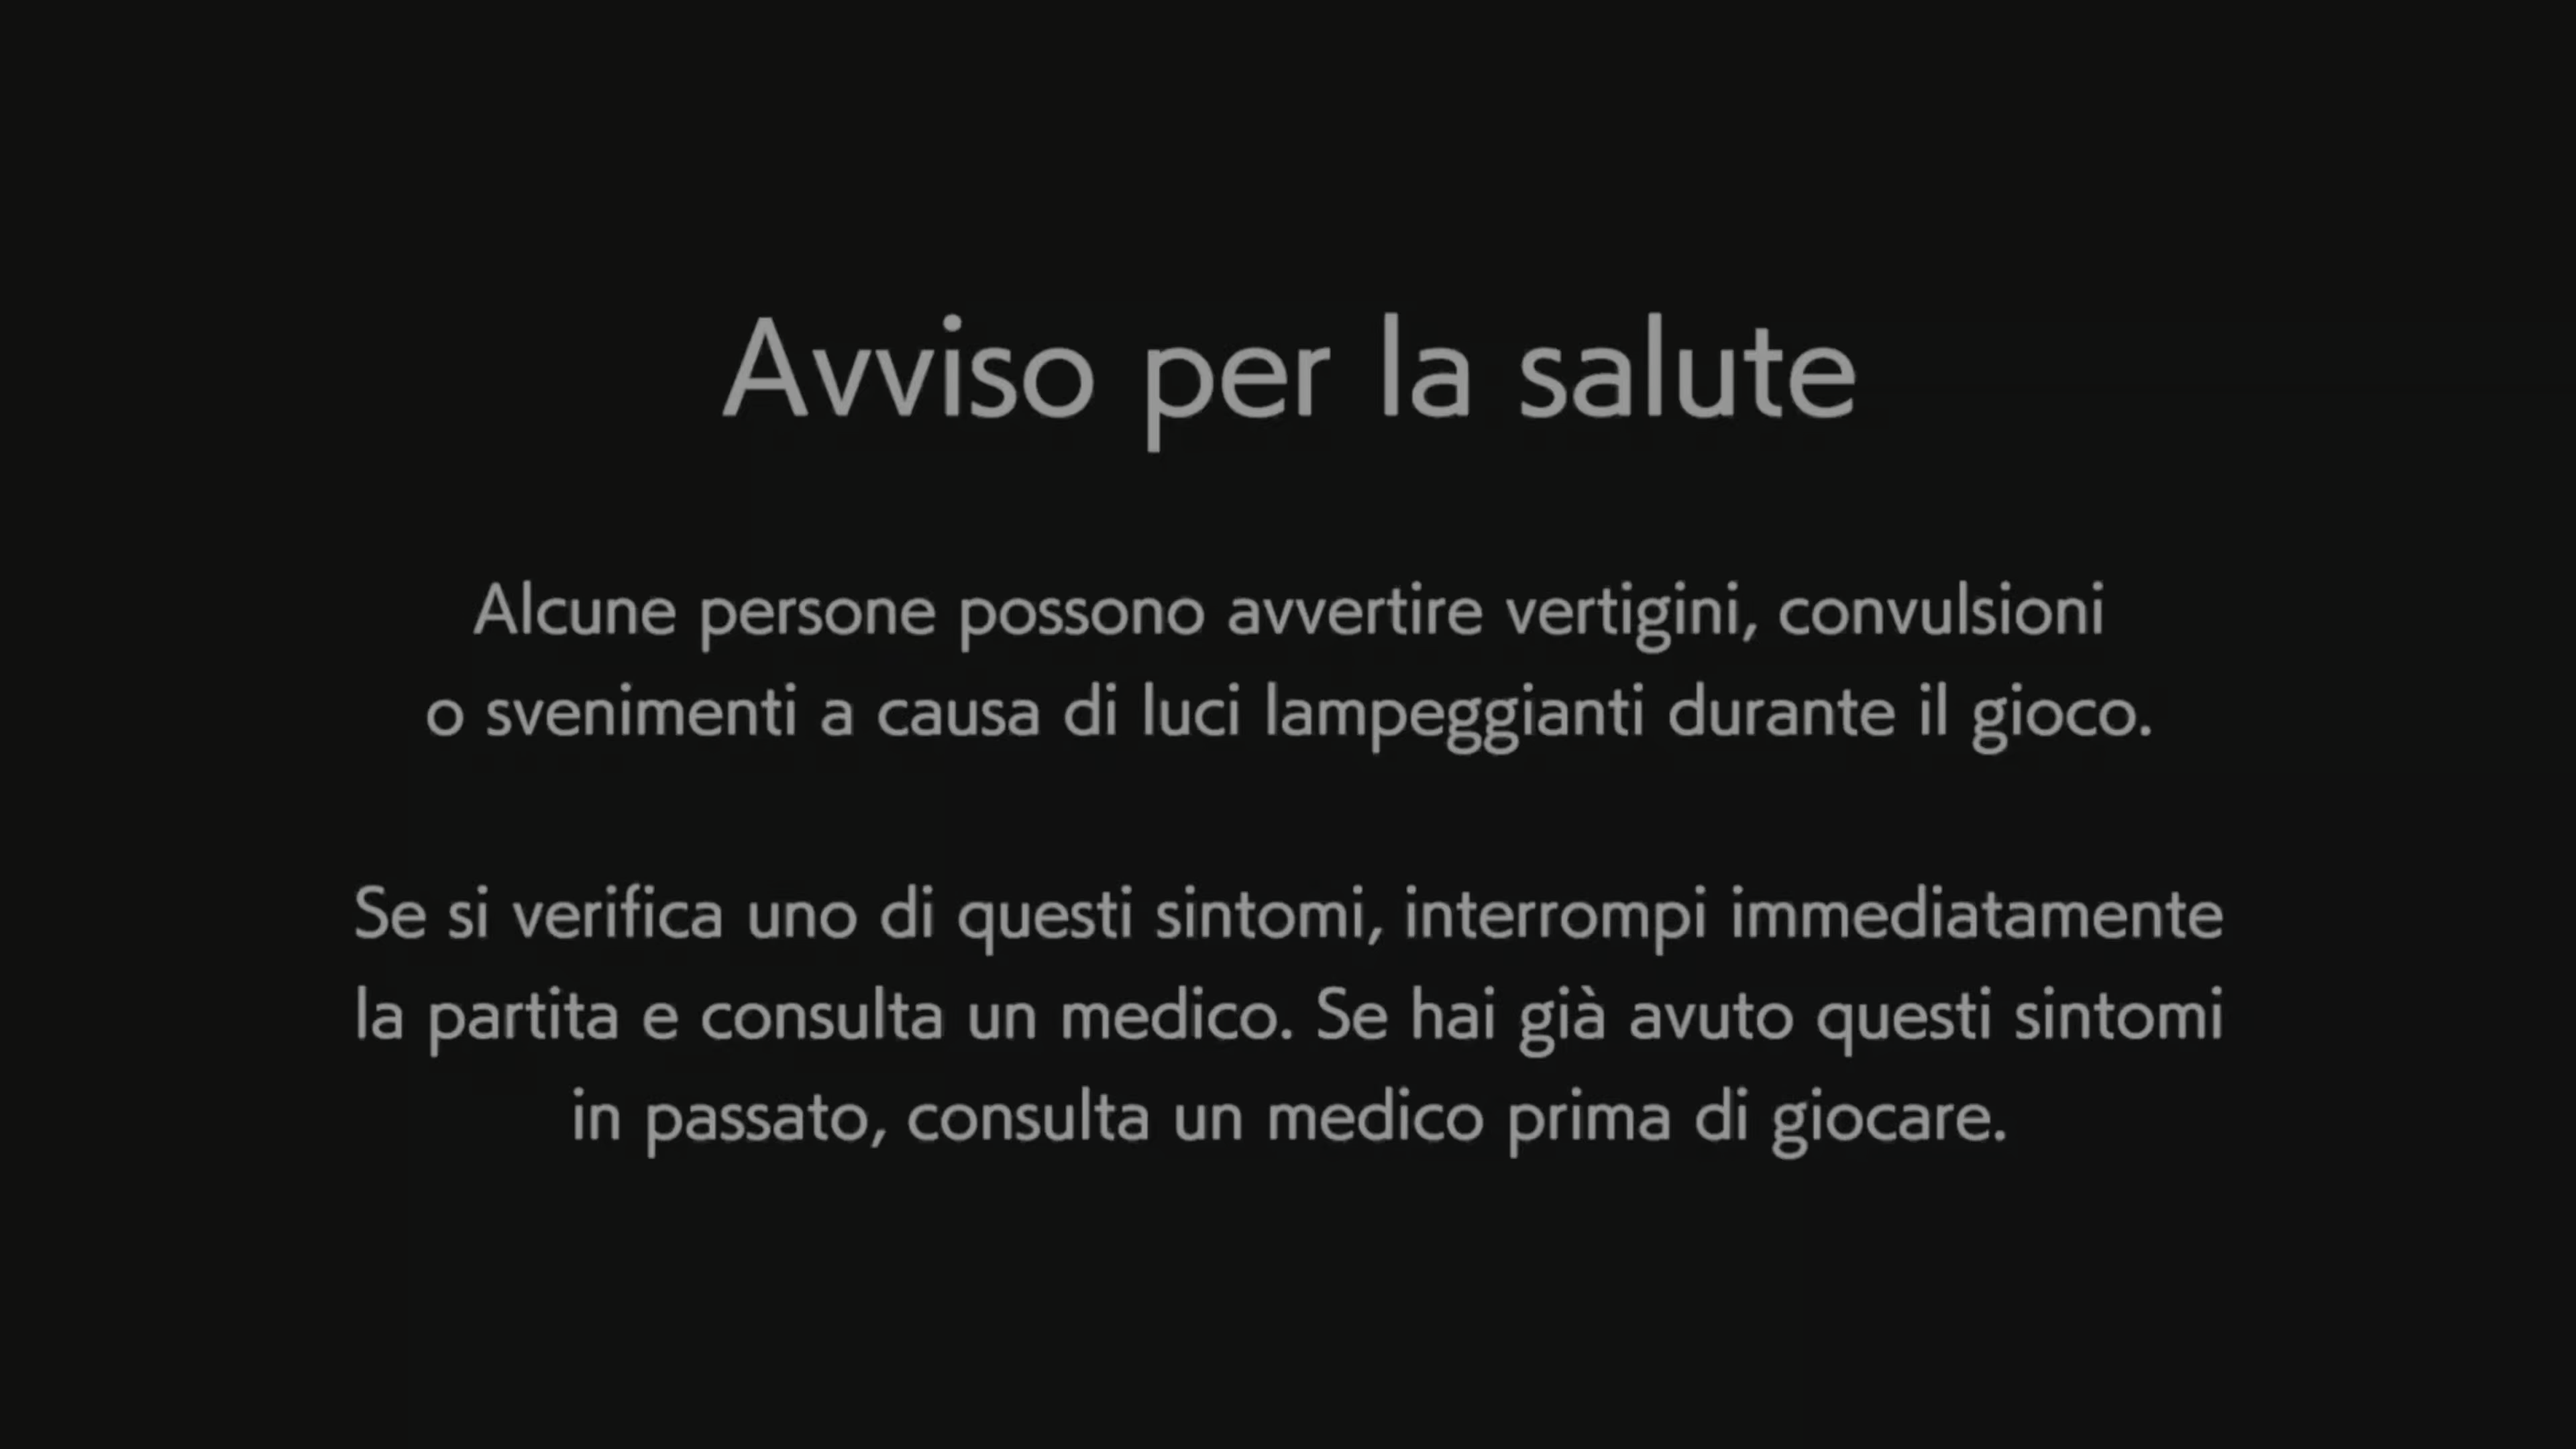 Avviso per la salute
Alcune persone possono avvertire vertigini, convulsioni
o svenimenti a causa di luci lampeggianti durante il gioco.
Se si verifica uno di questi sintomi, interrompi immediatamente
la partita e consulta un medico. Se hai già avuto questi sintomi
in passato, consulta un medico prima di giocare.